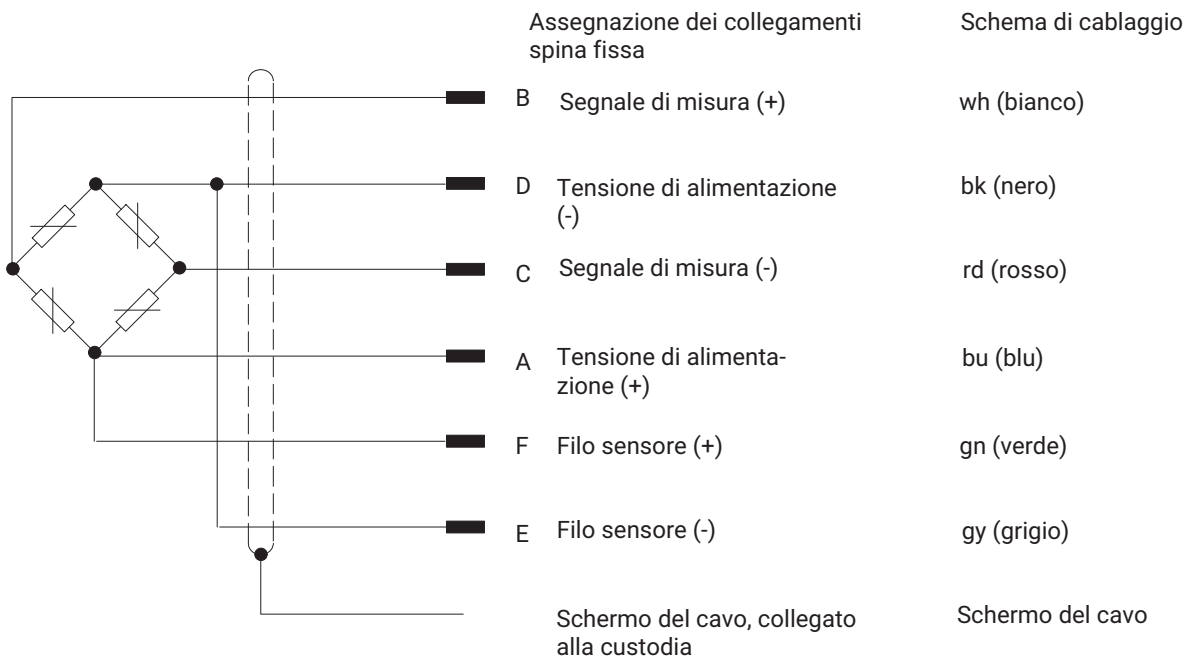 Assegnazione dei collegamenti
spina fissa
Schema di cablaggio
B Segnale di misura (+) wh (bianco)
D Tensione di alimentazione
(-)
bk (nero)
C Segnale di misura (-) rd (rosso)
A Tensione di alimenta-
zione (+)
bu (blu)
F Filo sensore (+) gn (verde)
E Filo sensore (-) gy (grigio)
Schermo del cavo, collegato
alla custodia
Schermo del cavo